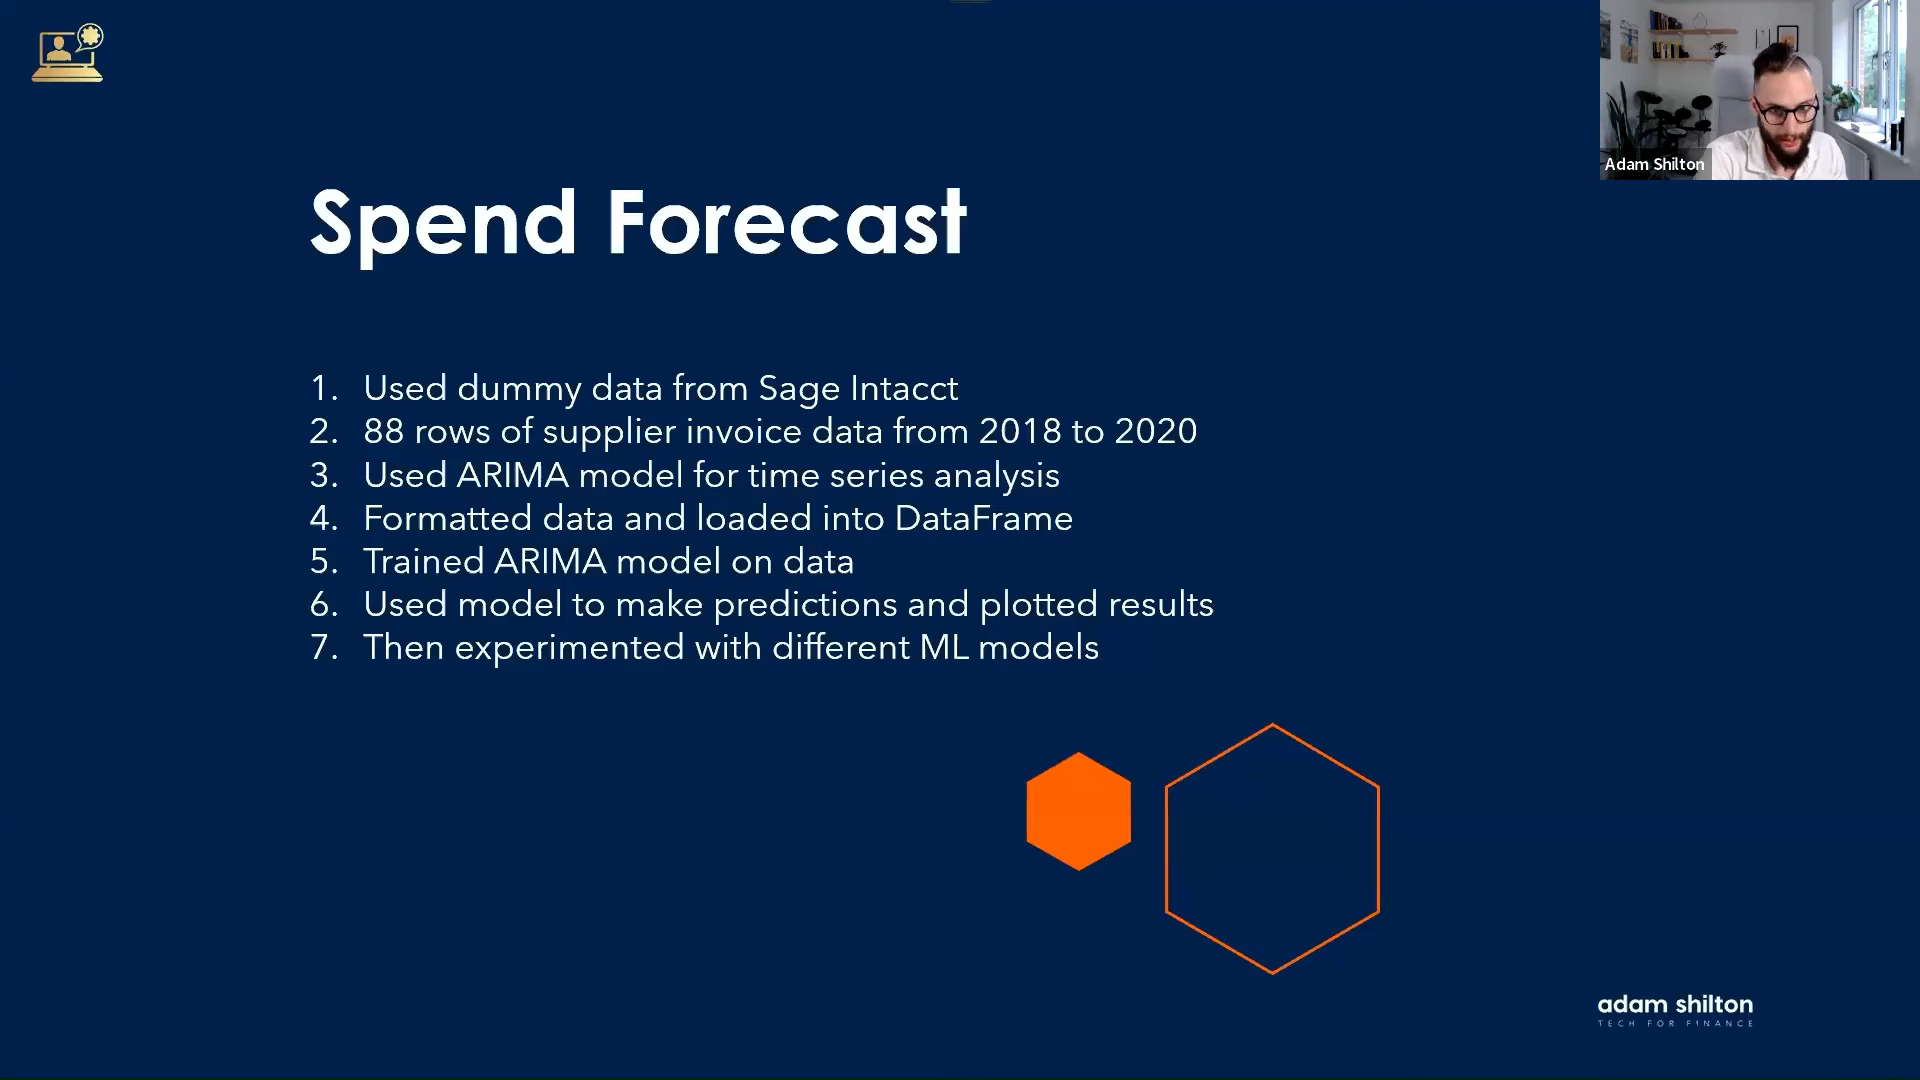 Adam Shilton
Spend Forecast
1. Used dummy data from Sage Intacct
2. 88 rows of supplier invoice data from 2018 to 2020
3. Used ARIMA model for time series analysis
4. Formatted data and loaded into DataFrame
5. Trained ARIMA model on data
6. Used model to make predictions and plotted results
7. Then experimented with different ML models
adam shilton
TECH FOR FINANCE